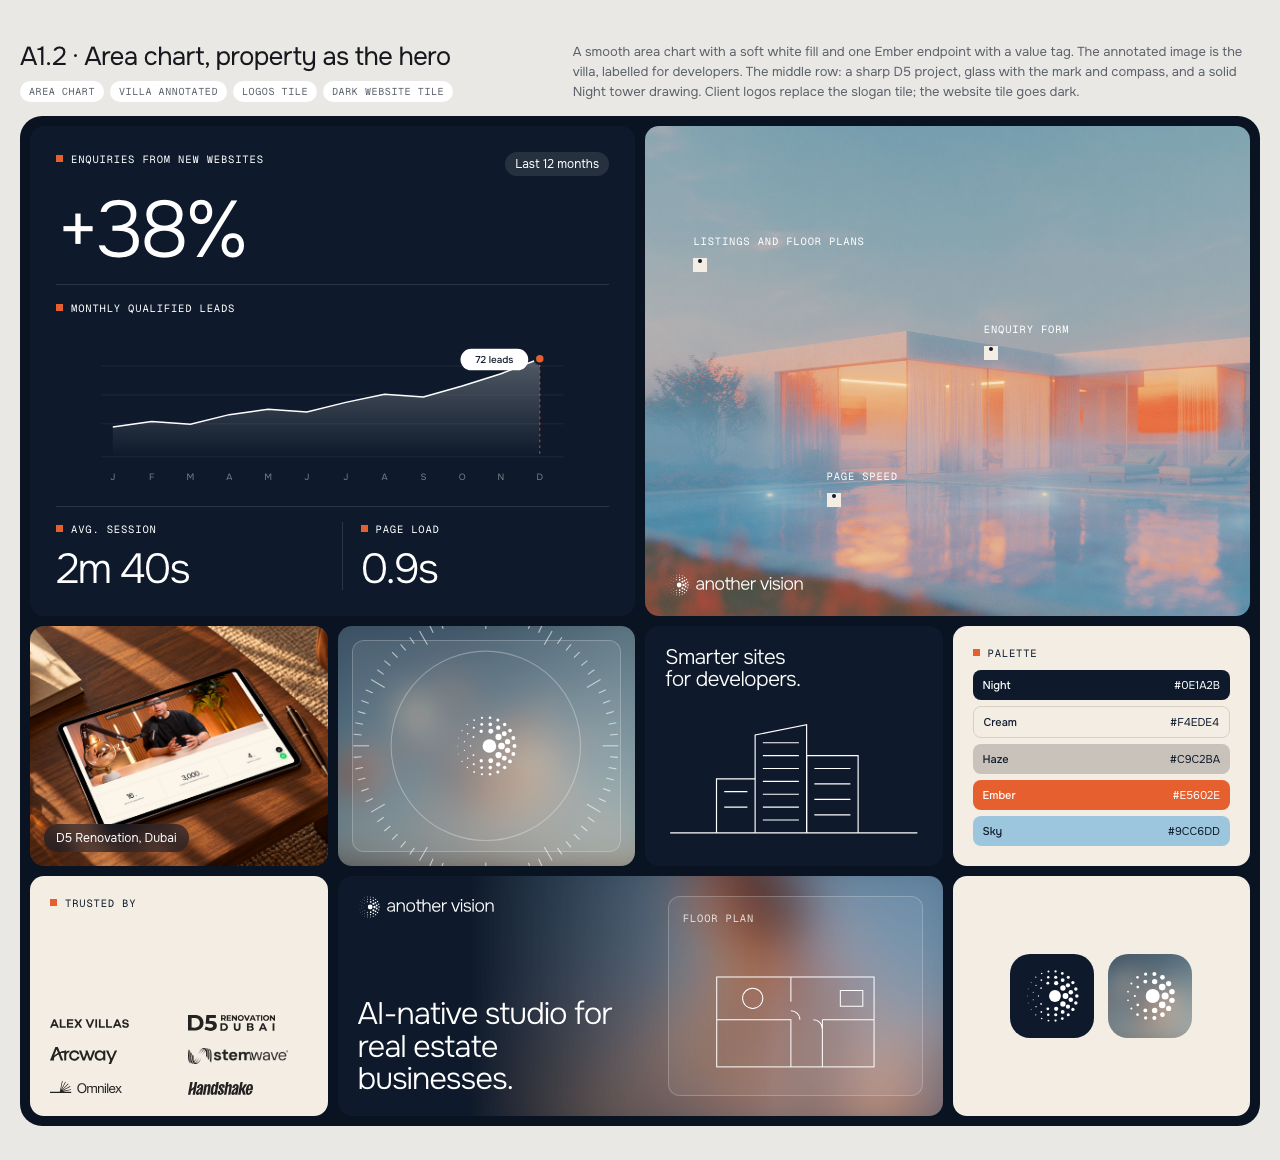 A1.2 · Area chart, property as the hero
AREA CHART
VILLA ANNOTATED
LOGOS TILE
DARK WEBSITE TILE
A smooth area chart with a soft white fill and one Ember endpoint with a value tag. The annotated image is the
villa, labelled for developers. The middle row: a sharp D5 project, glass with the mark and compass, and a solid
Night tower drawing. Client logos replace the slogan tile; the website tile goes dark.
ENQUIRIES FROM NEW WEBSITES
Last 12 months
+38%
MONTHLY QUALIFIED LEADS
72 leads
J F M A M J J A S O N D
AVG. SESSION
2m 40s
PAGE LOAD
0.9s
LISTINGS AND FLOOR PLANS
ENQUIRY FORM
PAGE SPEED
another vision
D5 Renovation, Dubai
Smarter sites
for developers.
PALETTE
Night #0E1A2B
Cream #F4EDE4
Haze #C9C2BA
Ember #E5602E
Sky #9CC6DD
TRUSTED BY
ALEX VILLAS
D5 RENOVATION
DUBAI
Arcway
stemwave
Omnilex
Handshake
another vision
AI-native studio for
real estate
businesses.
FLOOR PLAN